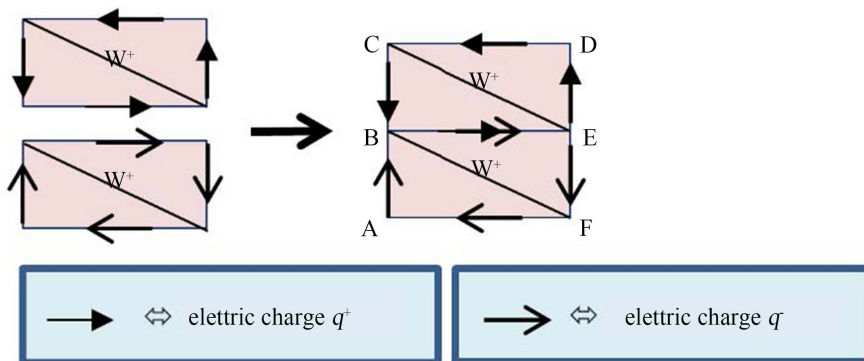 W⁺
W⁺
C
D
W⁺
B
E
W⁺
A
F
⇔ elettric charge q⁺
⇔ elettric charge q⁻